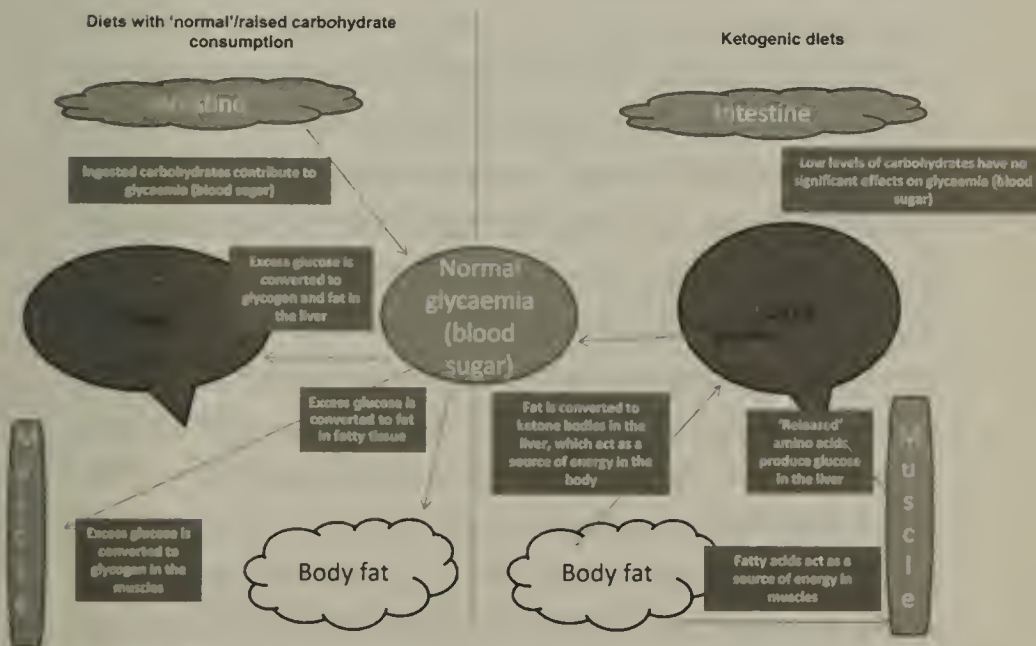 Diets with ‘normal’/raised carbohydrate
consumption
Ketogenic diets
Intestine
Ingested carbohydrates contribute to
glycaemia (blood sugar)
Low levels of carbohydrates have no
significant effects on glycaemia (blood
sugar)
Excess glucose is
converted to
glycogen and fat in
the liver
Normal
glycaemia
(blood
sugar)
Excess glucose is
converted to fat
in fatty tissue
Fat is converted to
ketone bodies in the
liver, which act as a
source of energy in the
body
‘Released’
amino acids
produce glucose
in the liver
Excess glucose is
converted to
glycogen in the
muscles
Body fat
Body fat
Fatty acids act as a
source of energy in
muscles
Muscle